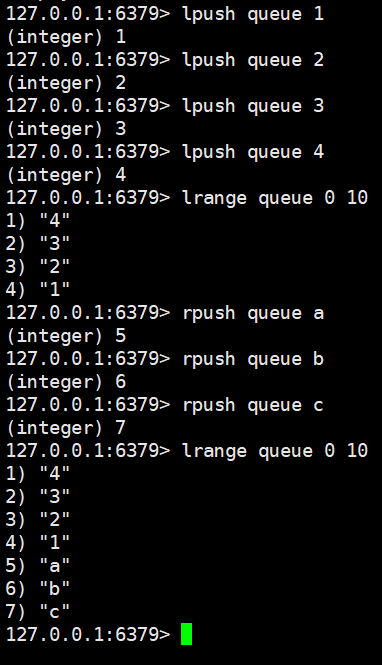 127.0.0.1:6379> lpush queue 1
(integer) 1
127.0.0.1:6379> lpush queue 2
(integer) 2
127.0.0.1:6379> lpush queue 3
(integer) 3
127.0.0.1:6379> lpush queue 4
(integer) 4
127.0.0.1:6379> lrange queue 0 10
1) "4"
2) "3"
3) "2"
4) "1"
127.0.0.1:6379> rpush queue a
(integer) 5
127.0.0.1:6379> rpush queue b
(integer) 6
127.0.0.1:6379> rpush queue c
(integer) 7
127.0.0.1:6379> lrange queue 0 10
1) "4"
2) "3"
3) "2"
4) "1"
5) "a"
6) "b"
7) "c"
127.0.0.1:6379>